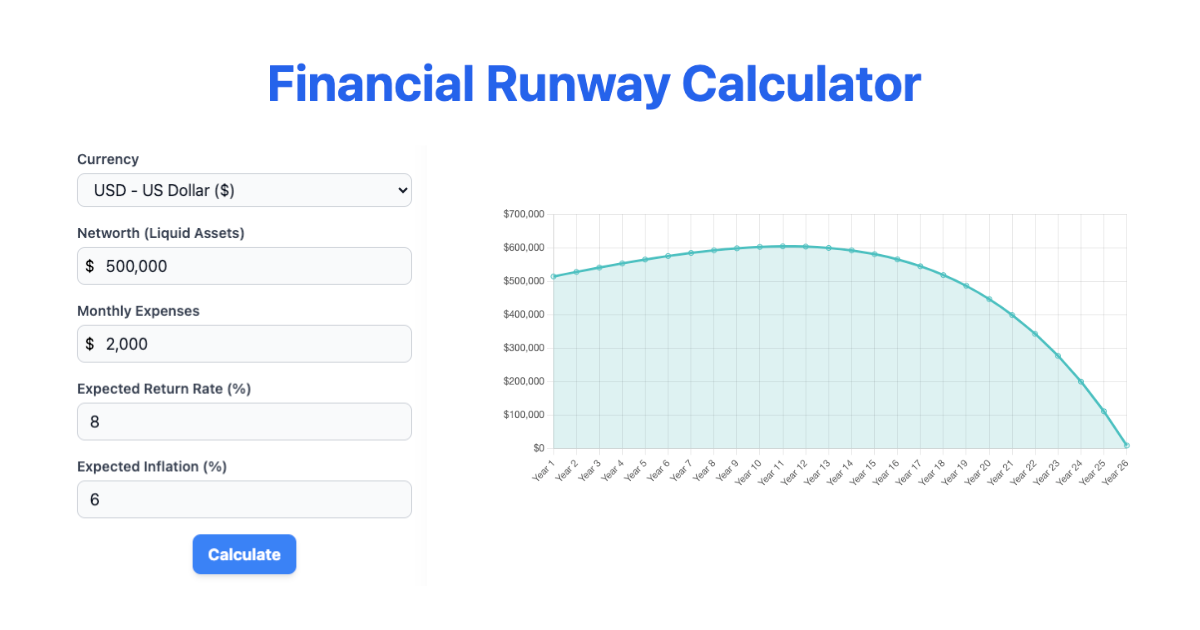 Financial Runway Calculator
Currency
USD - US Dollar ($)
Networth (Liquid Assets)
$ 500,000
Monthly Expenses
$ 2,000
Expected Return Rate (%)
8
Expected Inflation (%)
6
Calculate
$700,000
$600,000
$500,000
$400,000
$300,000
$200,000
$100,000
$0
Year 1
Year 2
Year 3
Year 4
Year 5
Year 6
Year 7
Year 8
Year 9
Year 10
Year 11
Year 12
Year 13
Year 14
Year 15
Year 16
Year 17
Year 18
Year 19
Year 20
Year 21
Year 22
Year 23
Year 24
Year 25
Year 26